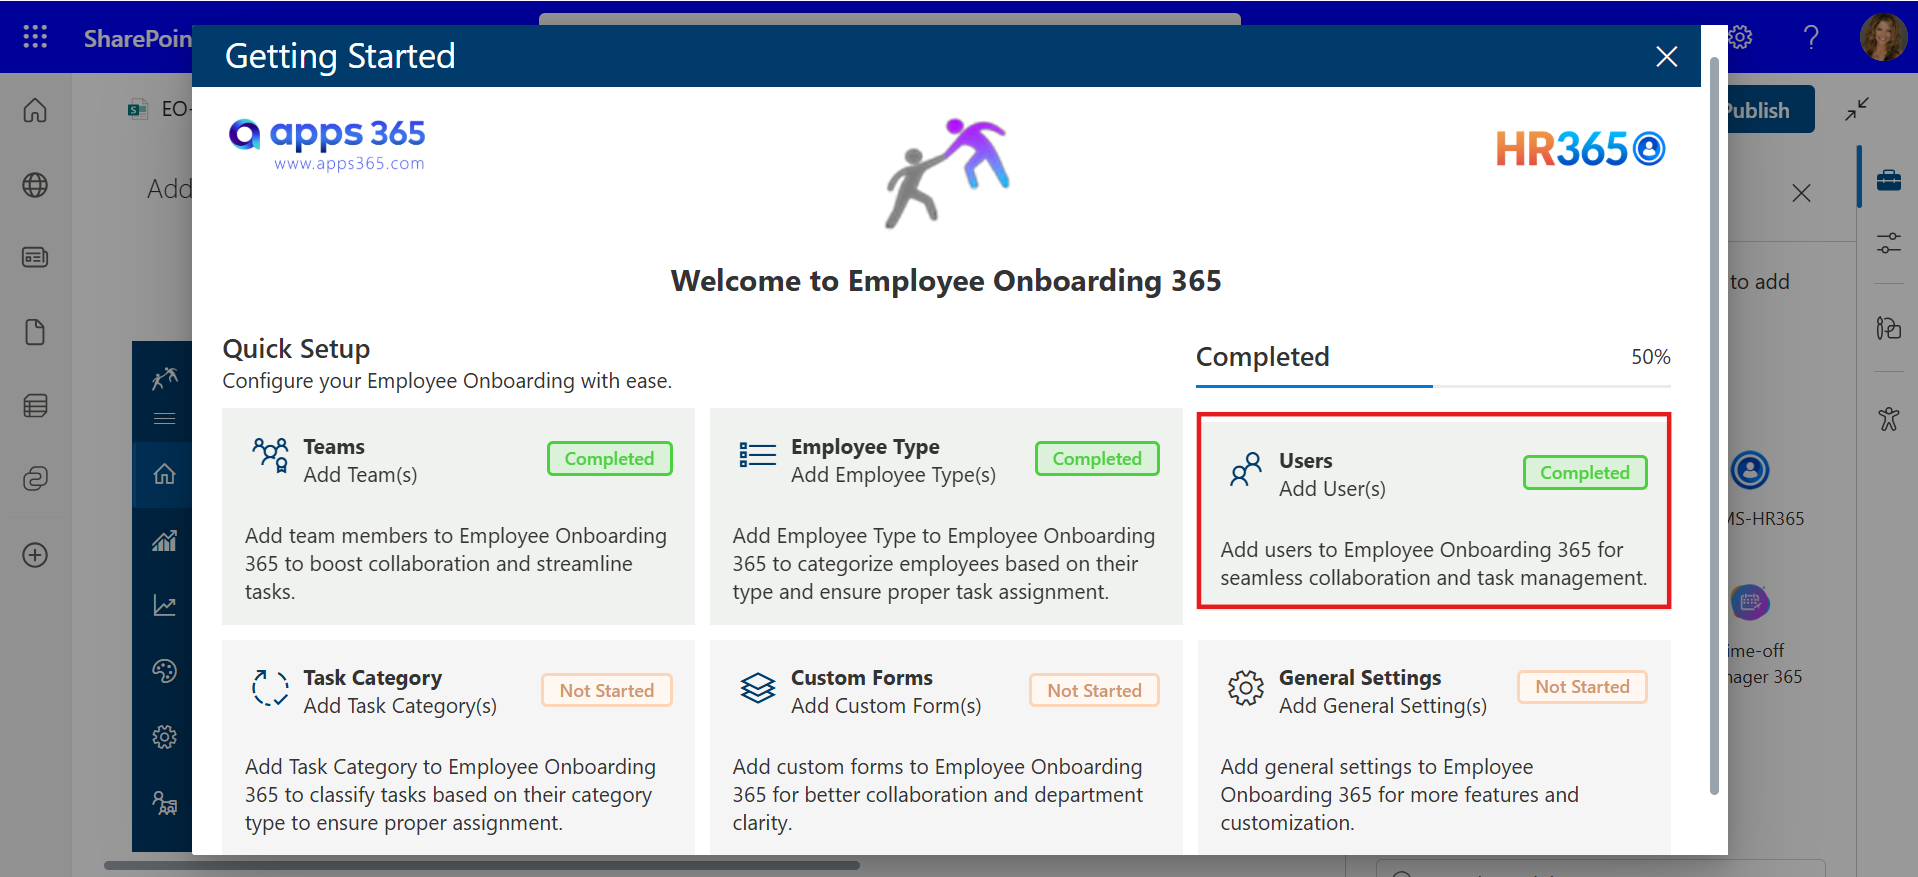 SharePoin
Getting Started
EO-
Publish
apps 365
www.apps365.com
HR365
Add
Welcome to Employee Onboarding 365
to add
Quick Setup
Configure your Employee Onboarding with ease.
Completed
50%
Teams
Add Team(s)
Completed
Add team members to Employee Onboarding
365 to boost collaboration and streamline
tasks.
Employee Type
Add Employee Type(s)
Completed
Add Employee Type to Employee Onboarding
365 to categorize employees based on their
type and ensure proper task assignment.
Users
Add User(s)
Completed
Add users to Employee Onboarding 365 for
seamless collaboration and task management.
MS-HR365
Task Category
Add Task Category(s)
Not Started
Add Task Category to Employee Onboarding
365 to classify tasks based on their category
type to ensure proper assignment.
Custom Forms
Add Custom Form(s)
Not Started
Add custom forms to Employee Onboarding
365 for better collaboration and department
clarity.
General Settings
Add General Setting(s)
Not Started
Add general settings to Employee
Onboarding 365 for more features and
customization.
ime-off
nager 365